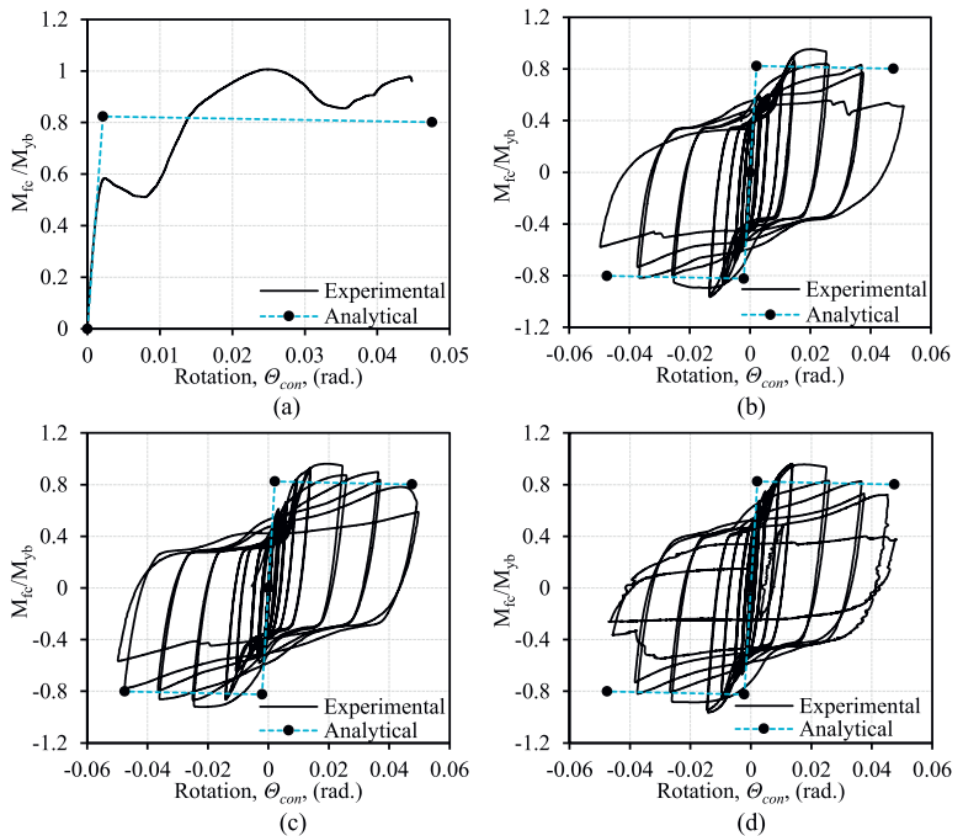 1.2
1
0.8
0.6
0.4
0.2
0
M_fc /M_yb
Experimental
Analytical
0 0.01 0.02 0.03 0.04 0.05
Rotation, Θ_con, (rad.)
(a)
1.2
0.8
0.4
0
-0.4
-0.8
-1.2
M_fc/M_yb
Experimental
Analytical
-0.06 -0.04 -0.02 0 0.02 0.04 0.06
Rotation, Θ_con, (rad.)
(b)
1.2
0.8
0.4
0
-0.4
-0.8
-1.2
M_fc/M_yb
Experimental
Analytical
-0.06 -0.04 -0.02 0 0.02 0.04 0.06
Rotation, Θ_con, (rad.)
(c)
1.2
0.8
0.4
0
-0.4
-0.8
-1.2
M_fc/M_yb
Experimental
Analytical
-0.06 -0.04 -0.02 0 0.02 0.04 0.06
Rotation, Θ_con, (rad.)
(d)